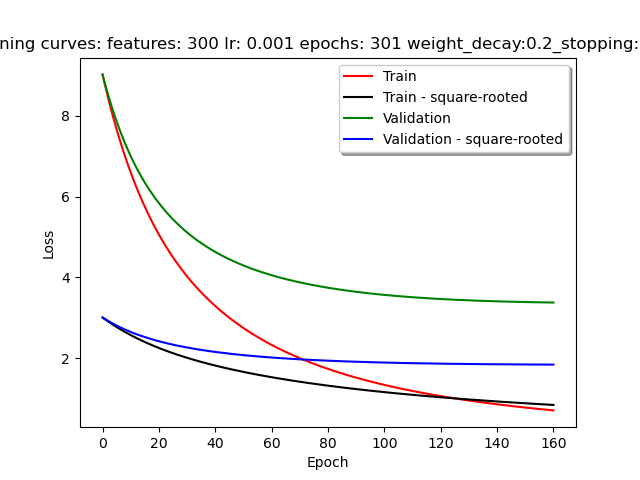 curves: features: 300 lr: 0.001 epochs: 301 weight_decay:0.2_stopping:
Train
Train - square-rooted
Validation
Validation - square-rooted
8
6
4
2
Loss
0 20 40 60 80 100 120 140 160
Epoch